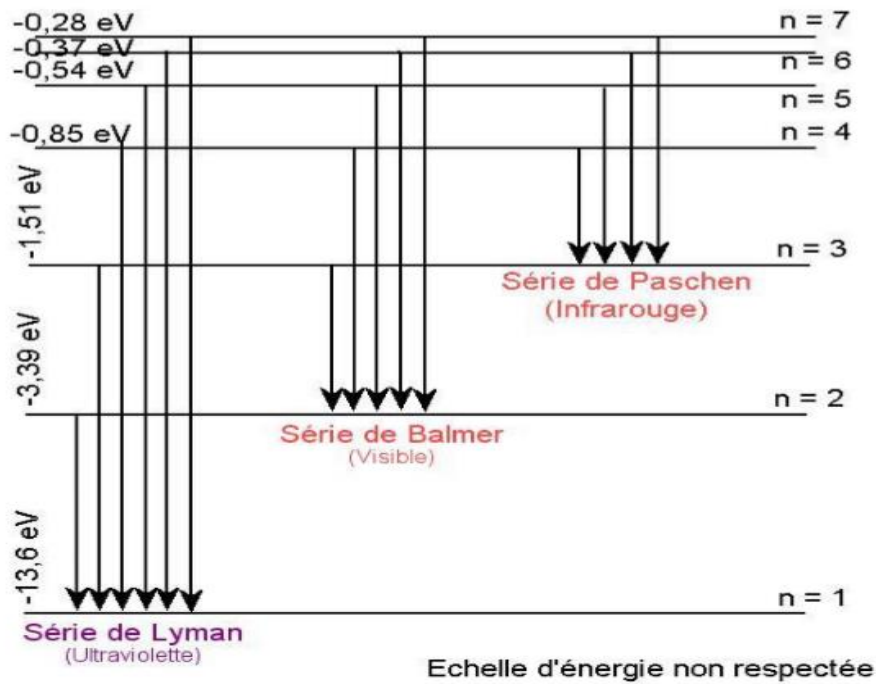 -0,28 eV
n = 7
-0,37 eV
n = 6
-0,54 eV
n = 5
-0,85 eV
n = 4
-1,51 eV
n = 3
Série de Paschen
(Infrarouge)
-3,39 eV
n = 2
Série de Balmer
(Visible)
-13,6 eV
n = 1
Série de Lyman
(Ultraviolette)
Echelle d'énergie non respectée